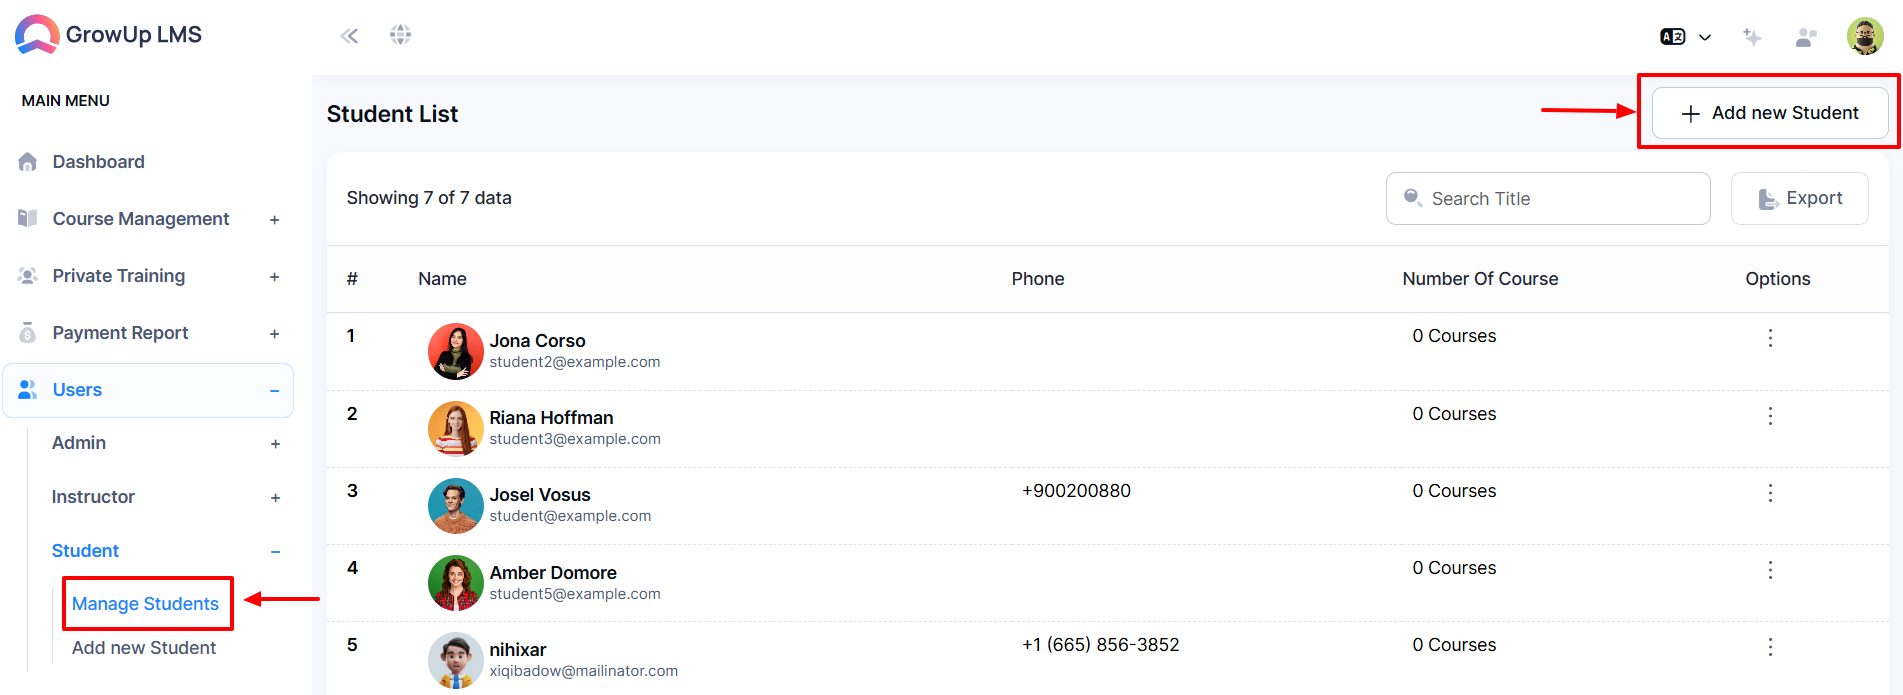 GrowUp LMS
MAIN MENU
Dashboard
Course Management +
Private Training +
Payment Report +
Users −
Admin +
Instructor +
Student −
Manage Students
Add new Student
Student List
+ Add new Student
Showing 7 of 7 data
Search Title
Export
# Name Phone Number Of Course Options
1 Jona Corso 0 Courses
student2@example.com
2 Riana Hoffman 0 Courses
student3@example.com
3 Josel Vosus +900200880 0 Courses
student@example.com
4 Amber Domore 0 Courses
student5@example.com
5 nihixar +1 (665) 856-3852 0 Courses
xiqibadow@mailinator.com